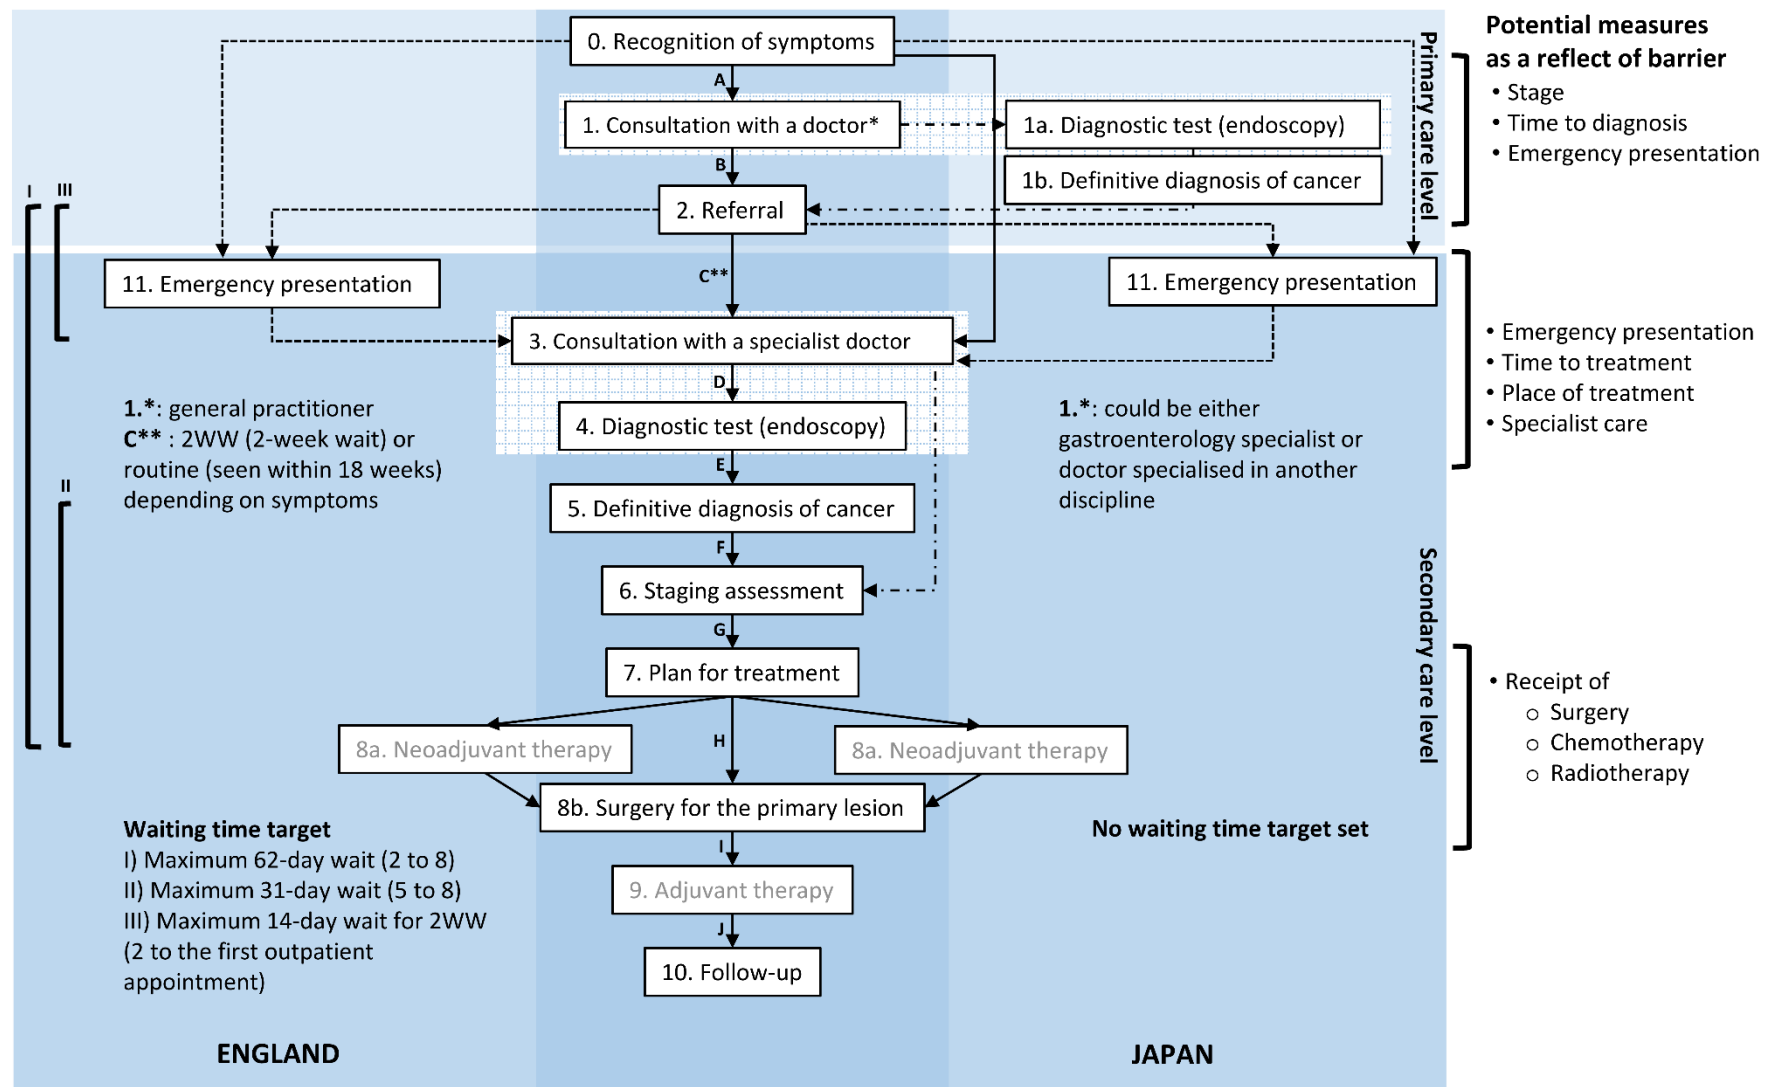 0. Recognition of symptoms
A
1. Consultation with a doctor*
1a. Diagnostic test (endoscopy)
B
1b. Definitive diagnosis of cancer
2. Referral
Primary care level
Potential measures
as a reflect of barrier
• Stage
• Time to diagnosis
• Emergency presentation
I
III
C**
11. Emergency presentation
11. Emergency presentation
3. Consultation with a specialist doctor
D
4. Diagnostic test (endoscopy)
E
1.*: general practitioner
C** : 2WW (2-week wait) or
routine (seen within 18 weeks)
depending on symptoms
1.*: could be either
gastroenterology specialist or
doctor specialised in another
discipline
• Emergency presentation
• Time to treatment
• Place of treatment
• Specialist care
II
5. Definitive diagnosis of cancer
F
6. Staging assessment
G
7. Plan for treatment
Secondary care level
8a. Neoadjuvant therapy
H
8a. Neoadjuvant therapy
8b. Surgery for the primary lesion
• Receipt of
o Surgery
o Chemotherapy
o Radiotherapy
I
9. Adjuvant therapy
J
10. Follow-up
Waiting time target
I) Maximum 62-day wait (2 to 8)
II) Maximum 31-day wait (5 to 8)
III) Maximum 14-day wait for 2WW
(2 to the first outpatient
appointment)
No waiting time target set
ENGLAND
JAPAN